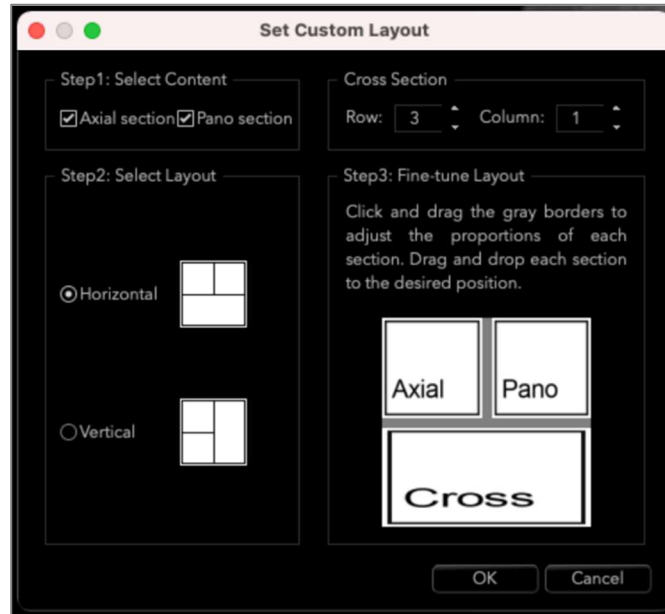 Set Custom Layout
Step1: Select Content
Axial section Pano section
Cross Section
Row: 3 Column: 1
Step2: Select Layout
Horizontal
Vertical
Step3: Fine-tune Layout
Click and drag the gray borders to
adjust the proportions of each
section. Drag and drop each section
to the desired position.
Axial Pano
Cross
OK Cancel